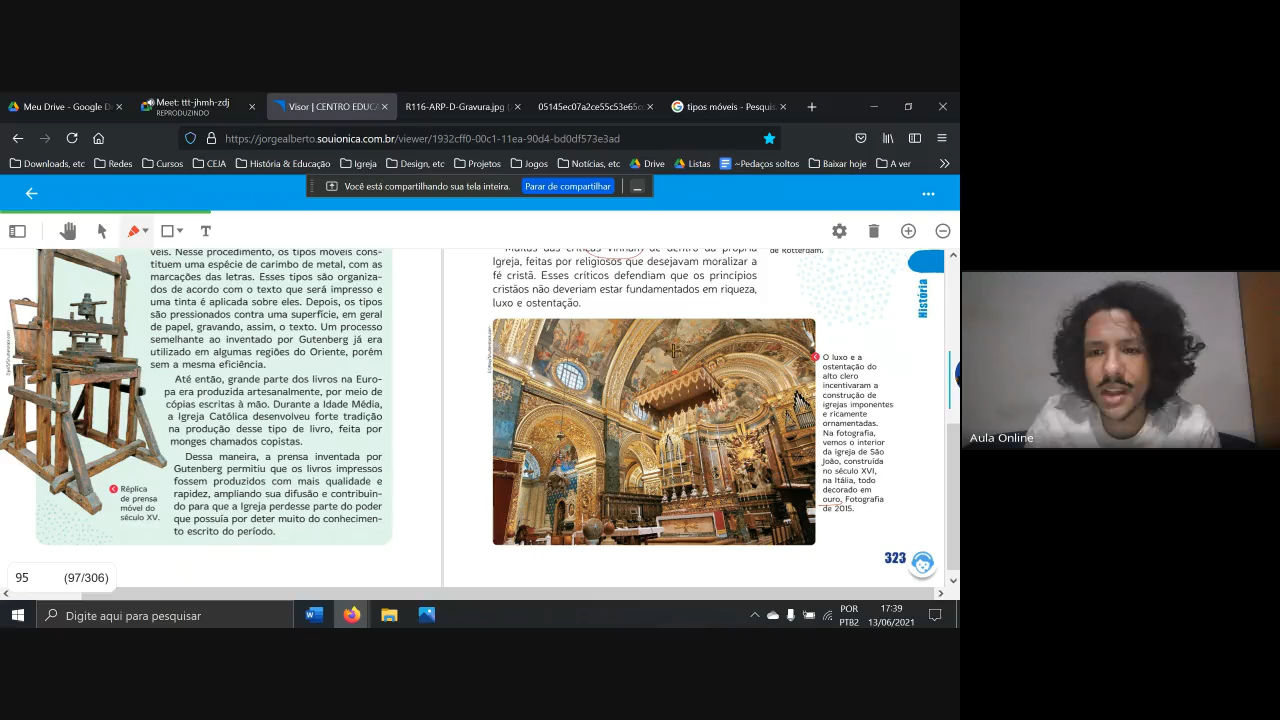 Meu Drive - Google D
Meet: ttt-jhmh-zdj
REPRODUZINDO
Visor | CENTRO EDUCA
R116-ARP-D-Gravura.jpg (
05145ec07a2ce55c53e65c
tipos móveis - Pesquis
https://jorgealberto.souionica.com.br/viewer/1932cff0-00c1-11ea-90d4-bd0df573e3ad
Downloads, etc
Redes
Cursos
CEJA
História & Educação
Igreja
Design, etc
Projetos
Jogos
Notícias, etc
Drive
Listas
~Pedaços soltos
Baixar hoje
A ver
Você está compartilhando sua tela inteira.
Parar de compartilhar
T
veis. Nesse procedimento, os tipos móveis cons-
tituem uma espécie de carimbo de metal, com as
marcações das letras. Esses tipos são organiza-
dos de acordo com o texto que será impresso e
uma tinta é aplicada sobre eles. Depois, os tipos
são pressionados contra uma superfície, em geral
de papel, gravando, assim, o texto. Um processo
semelhante ao inventado por Gutenberg já era
utilizado em algumas regiões do Oriente, porém
sem a mesma eficiência.
Até então, grande parte dos livros na Euro-
pa era produzida artesanalmente, por meio de
cópias escritas à mão. Durante a Idade Média,
a Igreja Católica desenvolveu forte tradição
na produção desse tipo de livro, feita por
monges chamados copistas.
Dessa maneira, a prensa inventada por
Gutenberg permitiu que os livros impressos
fossem produzidos com mais qualidade e
rapidez, ampliando sua difusão e contribuin-
do para que a Igreja perdesse parte do poder
que possuía por deter muito do conhecimen-
to escrito do período.
Réplica
de prensa
móvel do
século XV.
Muitas das críticas vinham de dentro da própria
Igreja, feitas por religiosos que desejavam moralizar a
fé cristã. Esses críticos defendiam que os princípios
cristãos não deveriam estar fundamentados em riqueza,
luxo e ostentação.
de Rotterdam.
História
O luxo e a
ostentação do
alto clero
incentivaram a
construção de
igrejas imponentes
e ricamente
ornamentadas.
Na fotografia,
vemos o interior
da igreja de São
João, construída
no século XVI,
na Itália, todo
decorado em
ouro. Fotografia
de 2015.
323
95 (97/306)
Aula Online
Digite aqui para pesquisar
POR
PTB2
17:39
13/06/2021